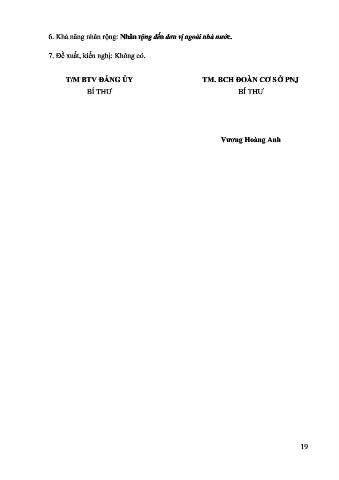 6. Khả năng nhân rộng: Nhân rộng đến đơn vị ngoài nhà nước.
7. Đề xuất, kiến nghị: Không có.
T/M BTV ĐẢNG ỦY
TM. BCH ĐOÀN CƠ SỞ PNJ
BÍ THƯ
BÍ THƯ
Vương Hoàng Anh
19